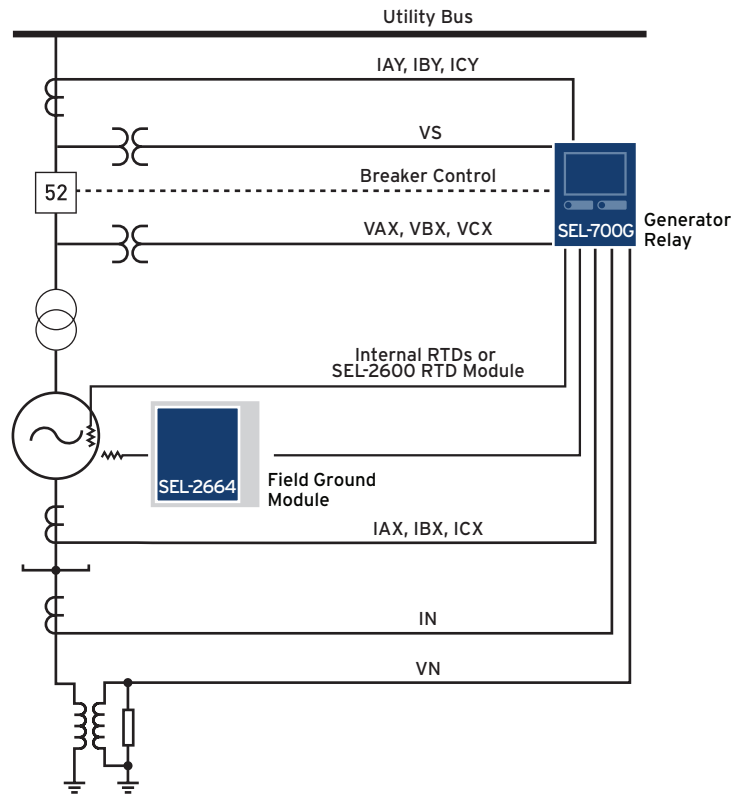 Utility Bus
IAY, IBY, ICY
VS
Breaker Control
52
VAX, VBX, VCX
SEL-700G
Generator
Relay
Internal RTDs or
SEL-2600 RTD Module
SEL-2664
Field Ground
Module
IAX, IBX, ICX
IN
VN